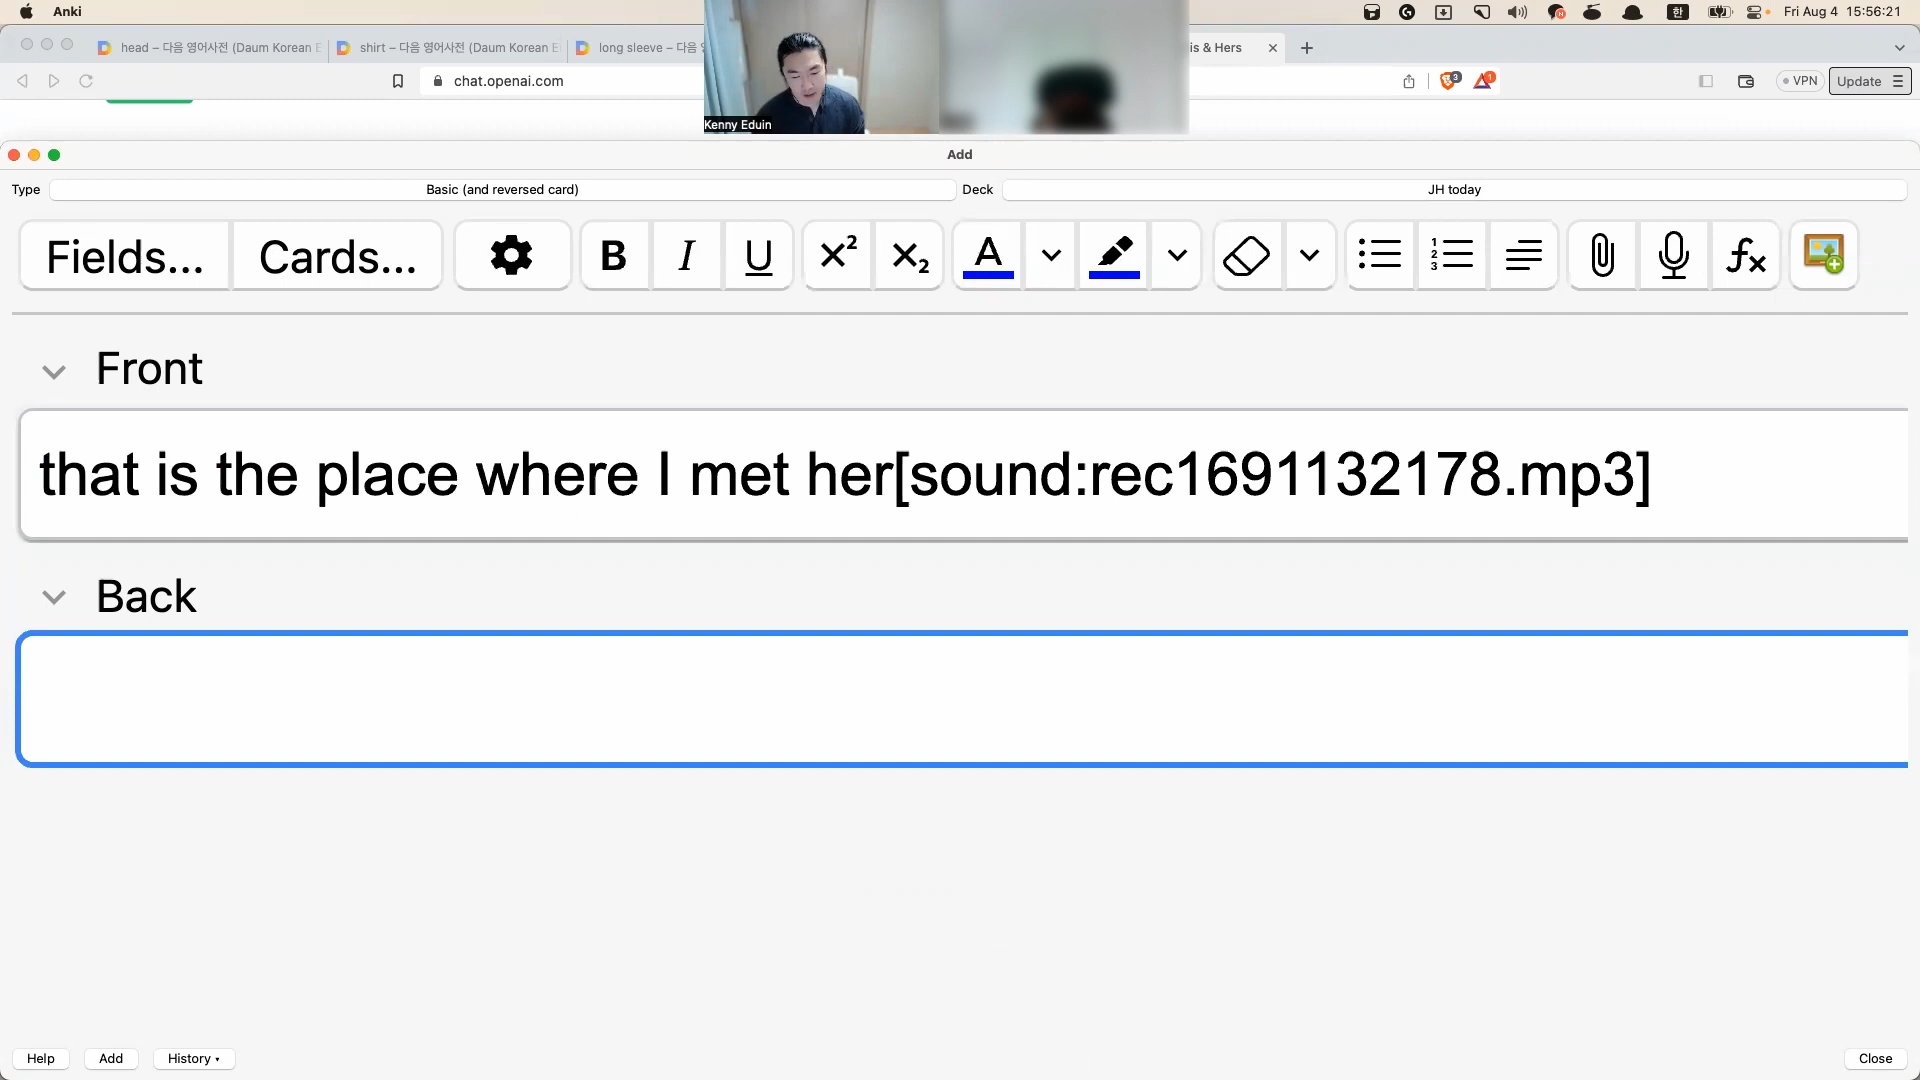 Anki
Fri Aug 4 15:56:21
head – 다음 영어사전 (Daum Korean E
shirt – 다음 영어사전 (Daum Korean E
long sleeve – 다음
is & Hers
chat.openai.com
3
1
VPN
Update
Kenny Eduin
Add
Type
Basic (and reversed card)
Deck
JH today
Fields...
Cards...
Front
that is the place where I met her[sound:rec1691132178.mp3]
Back
Help
Add
History
Close